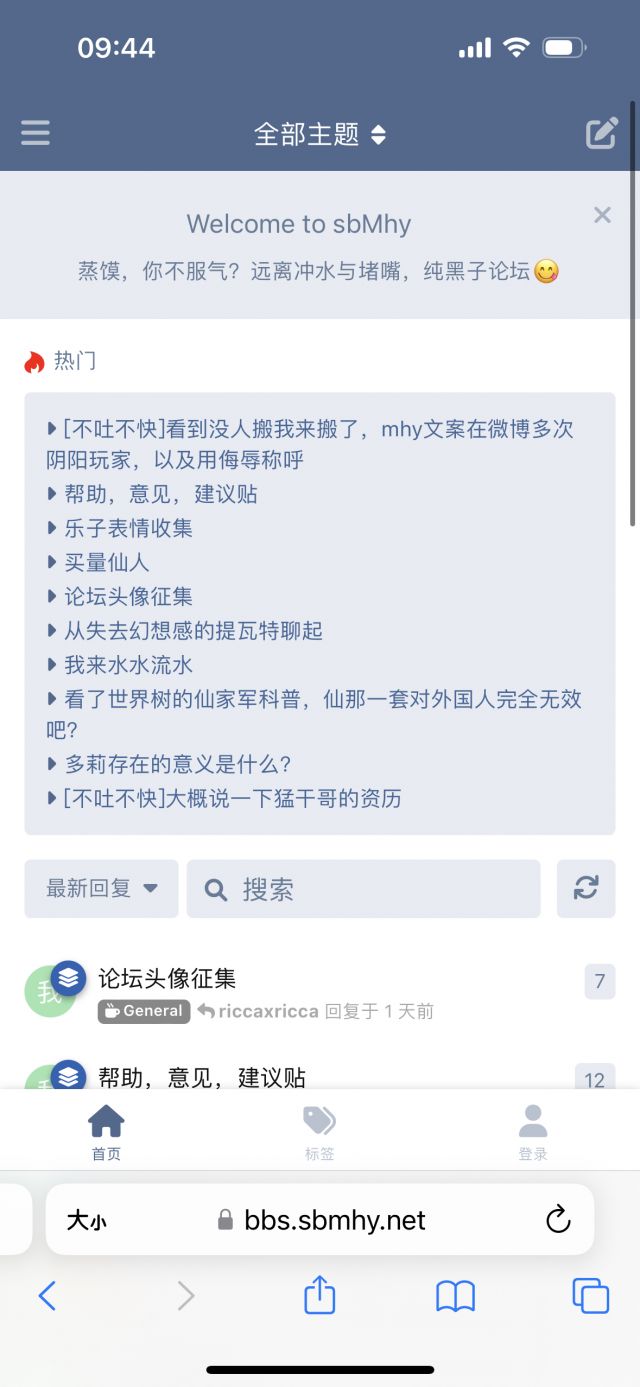 09:44
全部主题
Welcome to sbMhy
蒸馍，你不服气？远离冲水与堵嘴，纯黑子论坛😋
热门
[不吐不快]看到没人搬我来搬了，mhy文案在微博多次
阴阳玩家，以及用侮辱称呼
帮助，意见，建议贴
乐子表情收集
买量仙人
论坛头像征集
从失去幻想感的提瓦特聊起
我来水水流水
看了世界树的仙家军科普，仙那一套对外国人完全无效
吧?
多莉存在的意义是什么?
[不吐不快]大概说一下猛干哥的资历
最新回复
搜索
我
论坛头像征集
7
General riccaxricca 回复于 1 天前
帮助，意见，建议贴
12
首页
标签
登录
大小
bbs.sbmhy.net